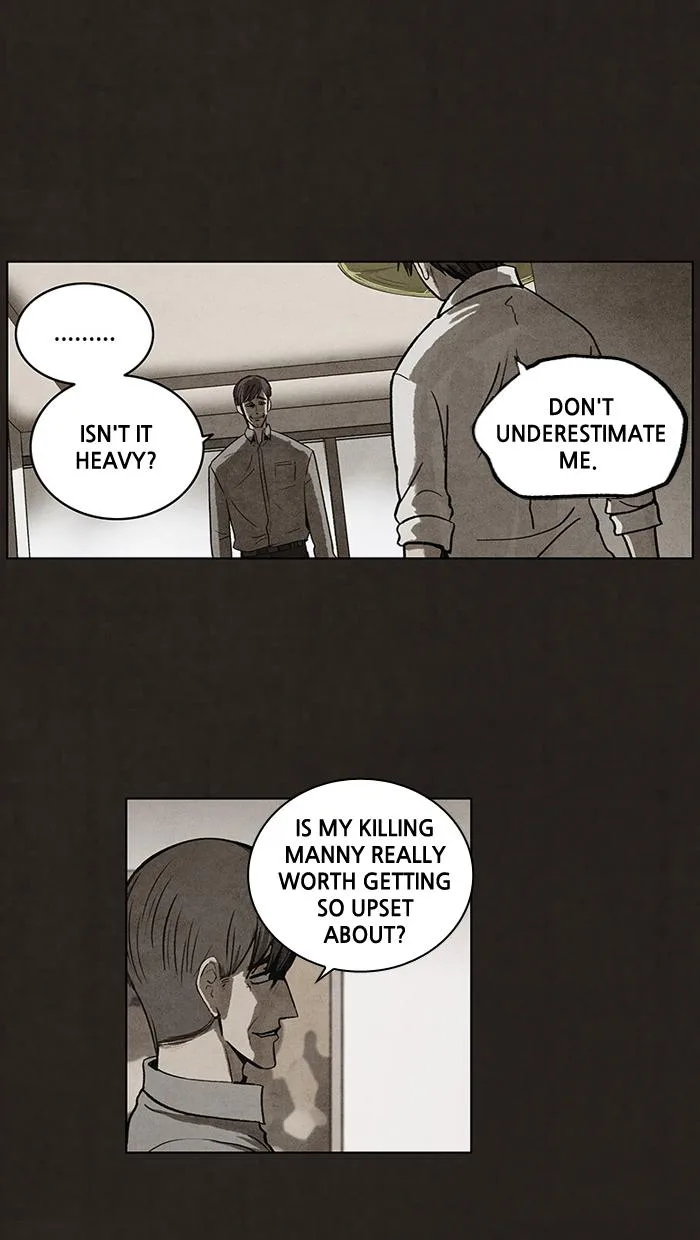 .........
ISN'T IT
HEAVY?
DON'T
UNDERESTIMATE
ME.
IS MY KILLING
MANNY REALLY
WORTH GETTING
SO UPSET
ABOUT?